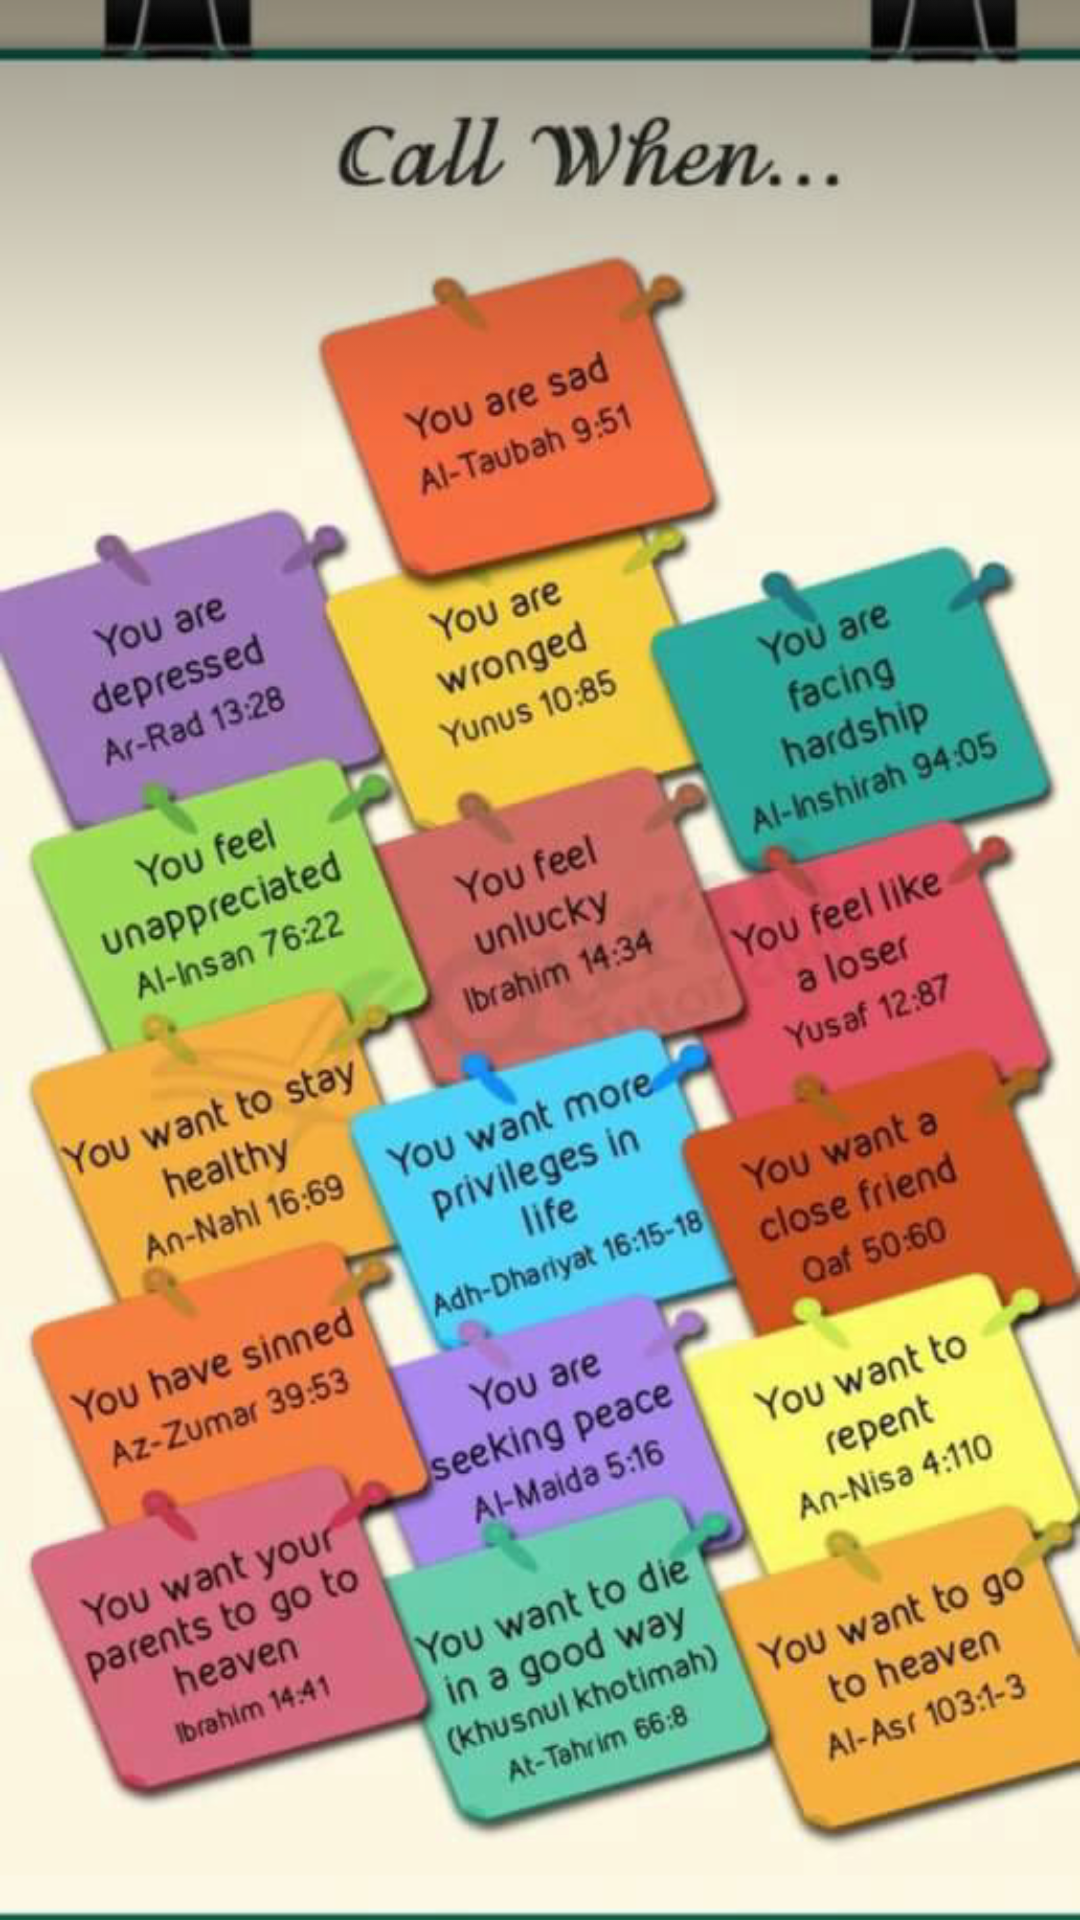 Call When...
You are sad
Al-Taubah 9:51
You are
depressed
Ar-Rad 13:28
You are
wronged
Yunus 10:85
You are
facing
hardship
Al-Inshirah 94:05
You feel
unappreciated
Al-Insan 76:22
You feel
unlucky
Ibrahim 14:34
You feel like
a loser
Yusaf 12:87
You want to stay
healthy
An-Nahl 16:69
You want more
privileges in
life
Adh-Dhariyat 16:15-18
You want a
close friend
Qaf 50:60
You have sinned
Az-Zumar 39:53
You are
seeking peace
Al-Maida 5:16
You want to
repent
An-Nisa 4:110
You want your
parents to go to
heaven
Ibrahim 14:41
You want to die
in a good way
(khusnul khotimah)
At-Tahrim 66:8
You want to go
to heaven
Al-Asr 103:1-3